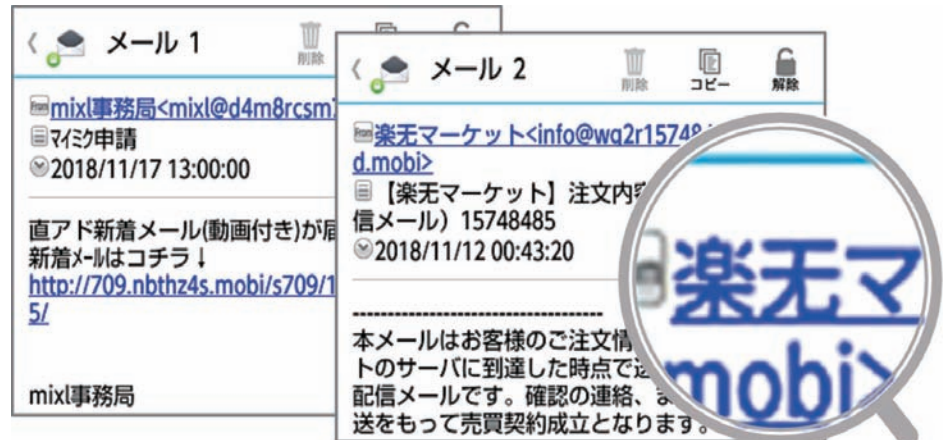 メール 1
削除
mixl事務局<mixl@d4m8rcsm
マイミク申請
2018/11/17 13:00:00
直アド新着メール(動画付き)が届
新着メールはコチラ↓
http://709.nbthz4s.mobi/s709/1
5/
mixl事務局
メール 2
削除
コピー
解除
From
楽无マーケット<info@wq2r15748
d.mobi>
【楽无マーケット】注文内容
信メール）15748485
2018/11/12 00:43:20
------------------------------------
本メールはお客様のご注文情
トのサーバに到達した時点で送
配信メールです。確認の連絡、ま
送をもって売買契約成立となります。
楽无マ
mobi>